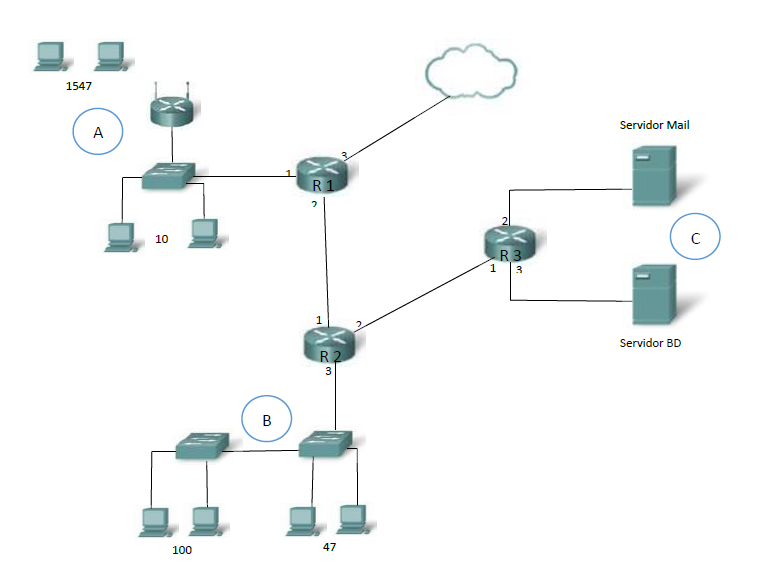 1547
A
Servidor Mail
3
1
R 1
2
10
2
C
R 3
1
3
1
2
R 2
3
Servidor BD
B
100
47